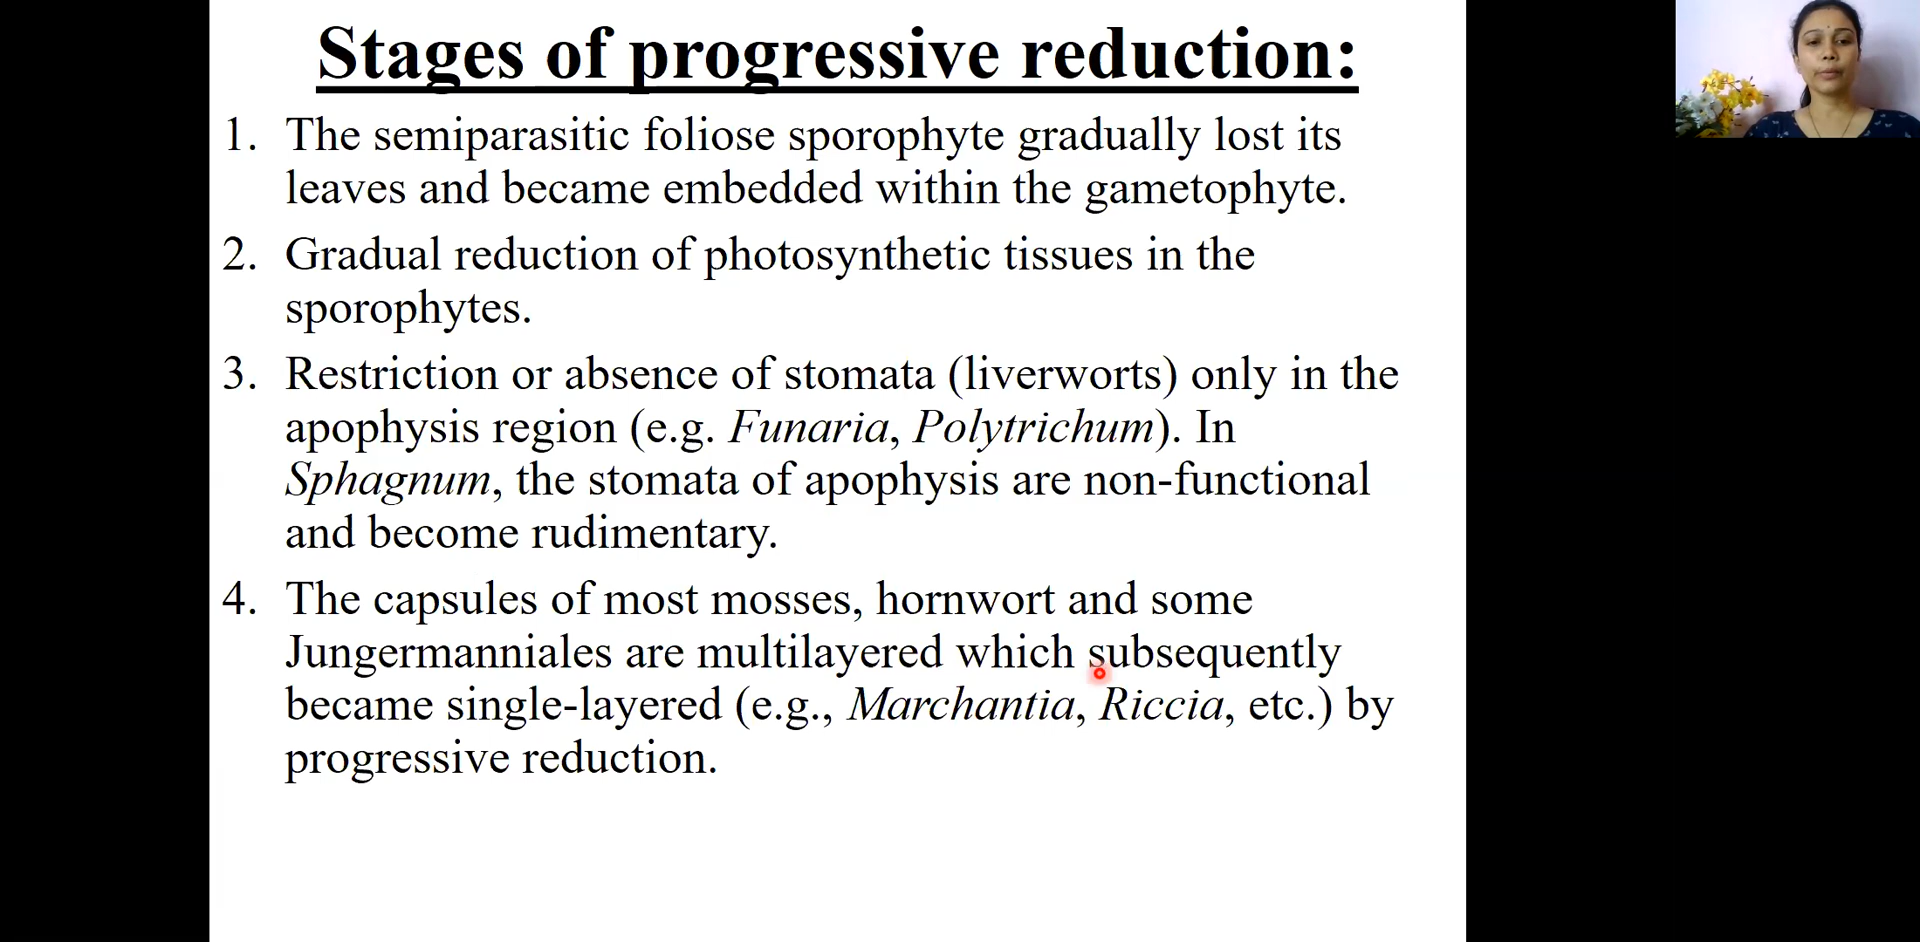 Stages of progressive reduction:
1. The semiparasitic foliose sporophyte gradually lost its
leaves and became embedded within the gametophyte.
2. Gradual reduction of photosynthetic tissues in the
sporophytes.
3. Restriction or absence of stomata (liverworts) only in the
apophysis region (e.g. Funaria, Polytrichum). In
Sphagnum, the stomata of apophysis are non-functional
and become rudimentary.
4. The capsules of most mosses, hornwort and some
Jungermanniales are multilayered which subsequently
became single-layered (e.g., Marchantia, Riccia, etc.) by
progressive reduction.